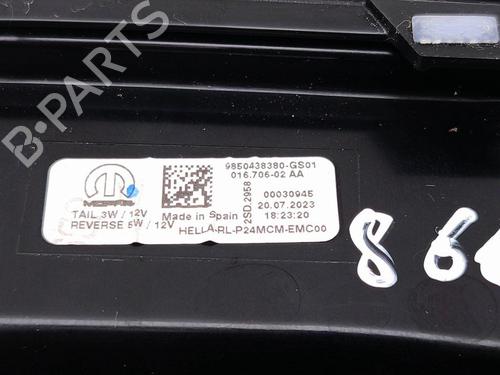 B-PARTS
MOPAR
TAIL 3W / 12V
REVERSE 5W / 12V
Made in Spain
9850438380-GS01
016.706-02 AA
2SD.2958
00030945
20.07.2023
18:23:20
HELLA-RL-P24MCM-EMC00
86